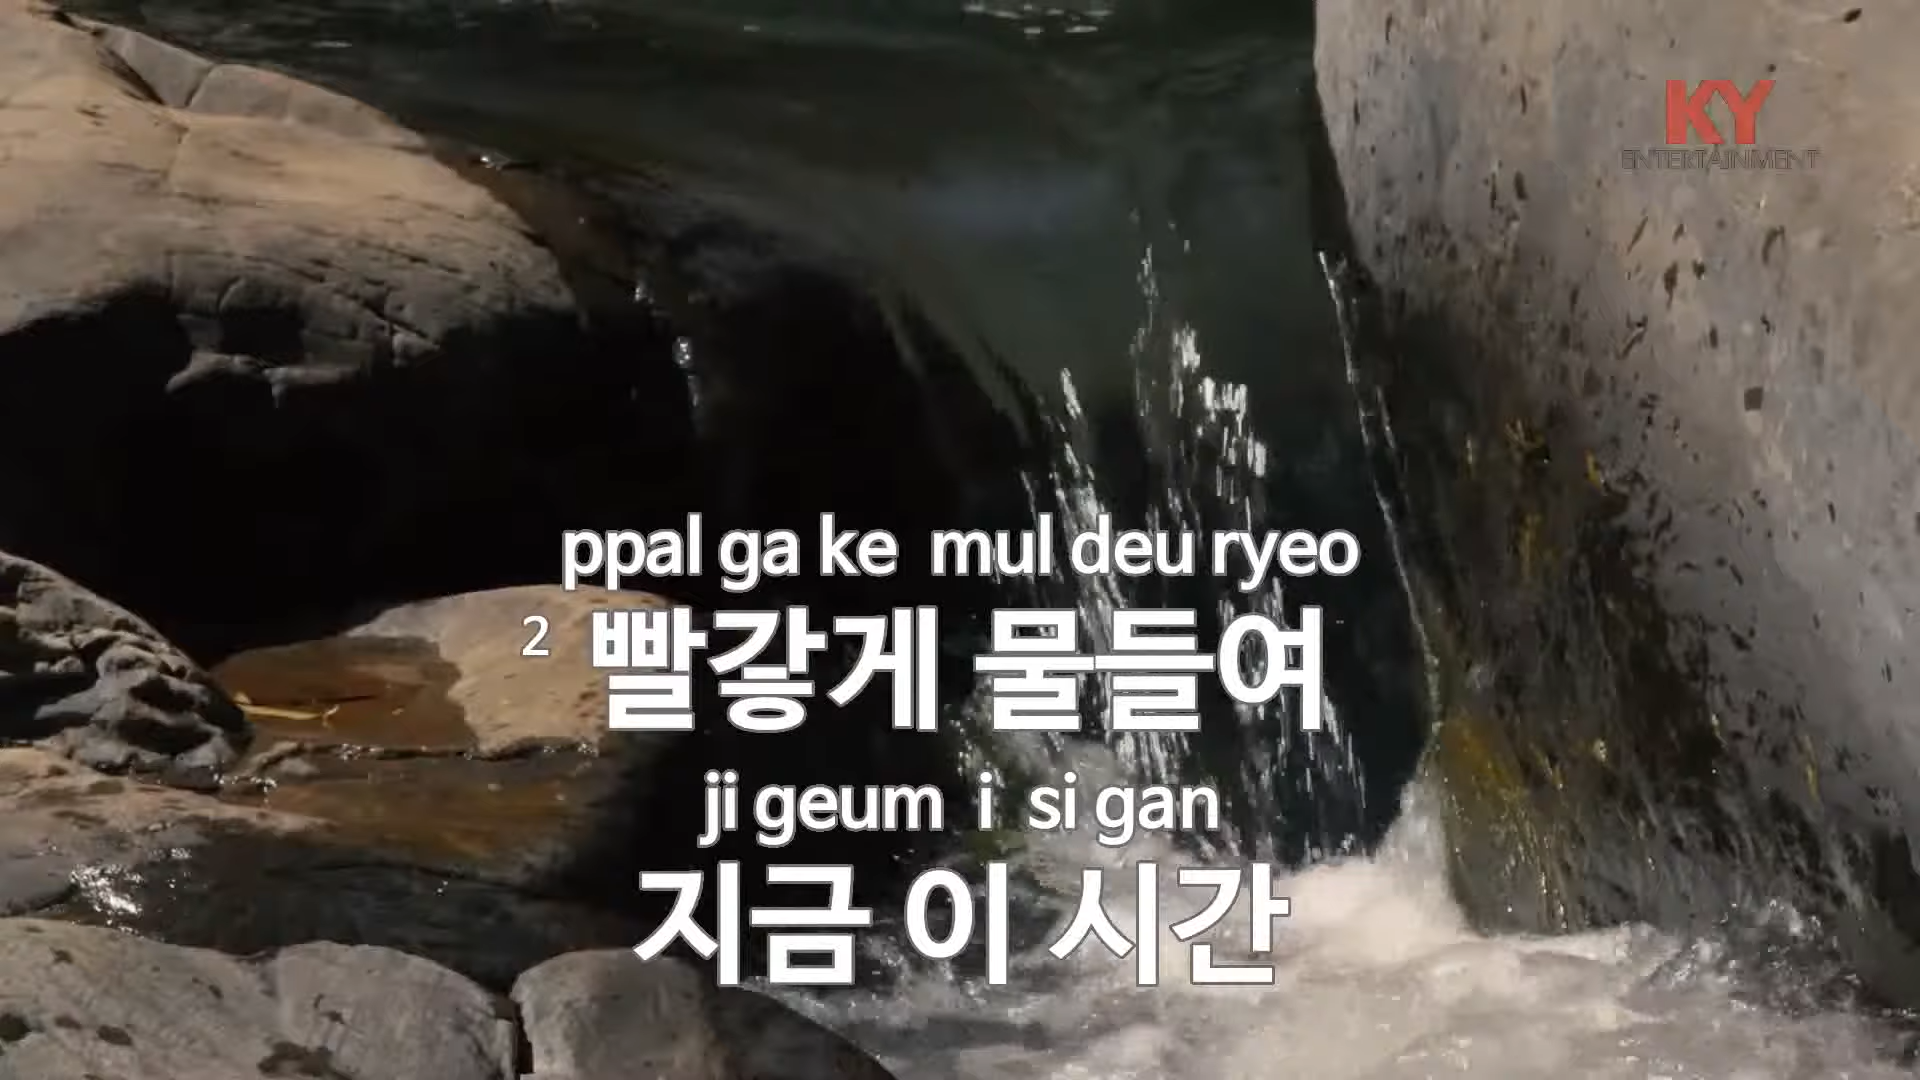 KY
ENTERTAINMENT
ppal ga ke mul deu ryeo
2 빨갛게 물들여
ji geum i si gan
지금 이 시간